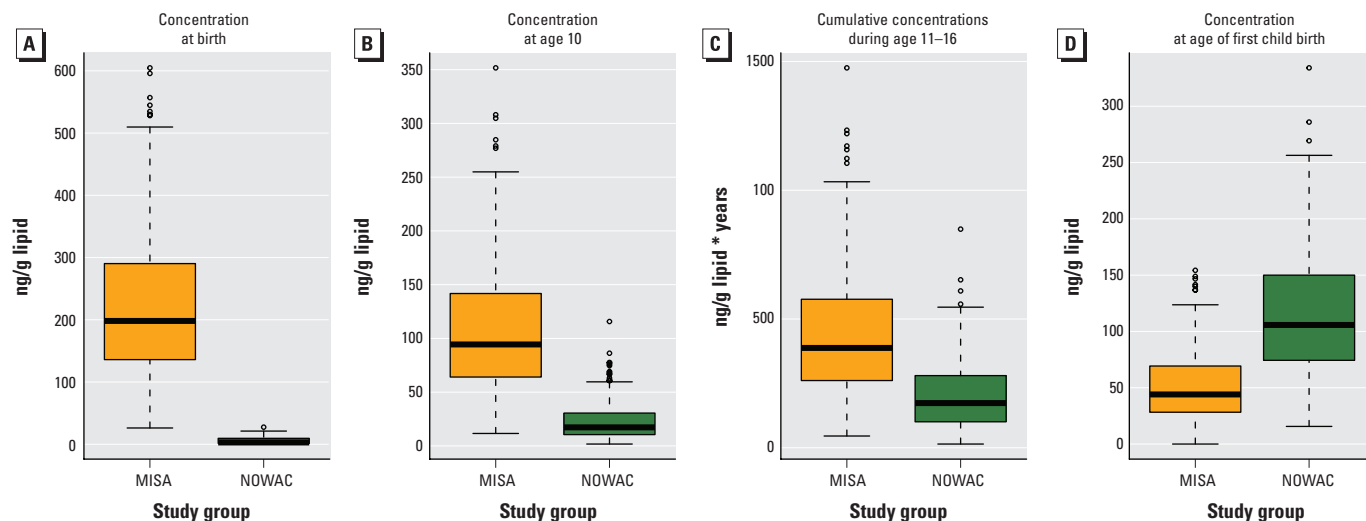 A
Concentration
at birth
600
500
400
300
200
100
0
ng/g lipid
MISA
NOWAC
Study group
B
Concentration
at age 10
350
300
250
200
150
100
50
0
ng/g lipid
MISA
NOWAC
Study group
C
Cumulative concentrations
during age 11–16
1500
100
500
0
ng/g lipid * years
MISA
NOWAC
Study group
D
Concentration
at age of first child birth
300
250
200
150
100
50
0
ng/g lipid
MISA
NOWAC
Study group